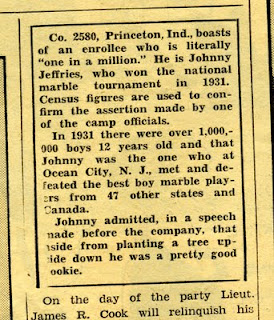 Co. 2580, Princeton, Ind., boasts
of an enrollee who is literally
"one in a million." He is Johnny
Jeffries, who won the national
marble tournament in 1931.
Census figures are used to con-
firm the assertion made by one
of the camp officials.
In 1931 there were over 1,000,-
000 boys 12 years old and that
Johnny was the one who at
Ocean City, N. J., met and de-
feated the best boy marble play-
ers from 47 other states and
Canada.
Johnny admitted, in a speech
made before the company, that
aside from planting a tree up-
side down he was a pretty good
ookie.
On the day of the party Lieut.
James R. Cook will relinquish his